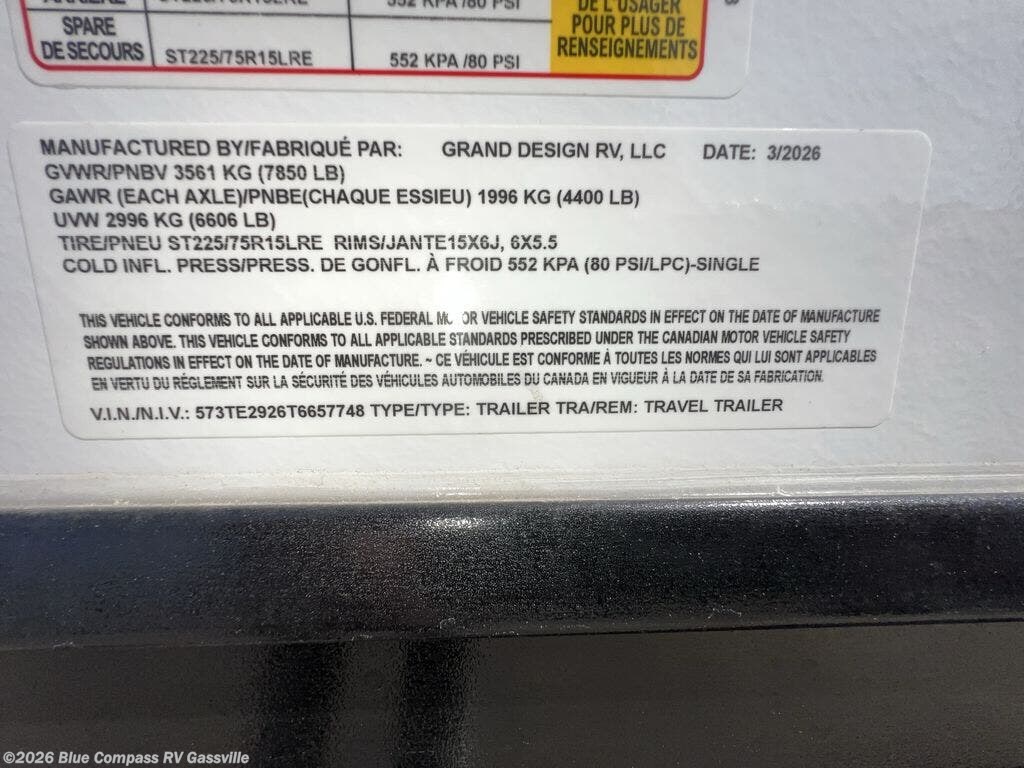 552 KPA /80 PSI
DE L'USAGER
POUR PLUS DE
RENSEIGNEMENTS
SPARE
DE SECOURS ST225/75R15LRE 552 KPA /80 PSI
MANUFACTURED BY/FABRIQUÉ PAR: GRAND DESIGN RV, LLC DATE: 3/2026
GVWR/PNBV 3561 KG (7850 LB)
GAWR (EACH AXLE)/PNBE(CHAQUE ESSIEU) 1996 KG (4400 LB)
UVW 2996 KG (6606 LB)
TIRE/PNEU ST225/75R15LRE RIMS/JANTE15X6J, 6X5.5
COLD INFL. PRESS/PRESS. DE GONFL. À FROID 552 KPA (80 PSI/LPC)-SINGLE
THIS VEHICLE CONFORMS TO ALL APPLICABLE U.S. FEDERAL MOTOR VEHICLE SAFETY STANDARDS IN EFFECT ON THE DATE OF MANUFACTURE
SHOWN ABOVE. THIS VEHICLE CONFORMS TO ALL APPLICABLE STANDARDS PRESCRIBED UNDER THE CANADIAN MOTOR VEHICLE SAFETY
REGULATIONS IN EFFECT ON THE DATE OF MANUFACTURE. ~ CE VÉHICULE EST CONFORME À TOUTES LES NORMES QUI LUI SONT APPLICABLES
EN VERTU DU RÉGLEMENT SUR LA SÉCURITÉ DES VÉHICULES AUTOMOBILES DU CANADA EN VIGUEUR À LA DATE DE SA FABRICATION.
V.I.N./N.I.V.: 573TE2926T6657748 TYPE/TYPE: TRAILER TRA/REM: TRAVEL TRAILER
©2026 Blue Compass RV Gassville